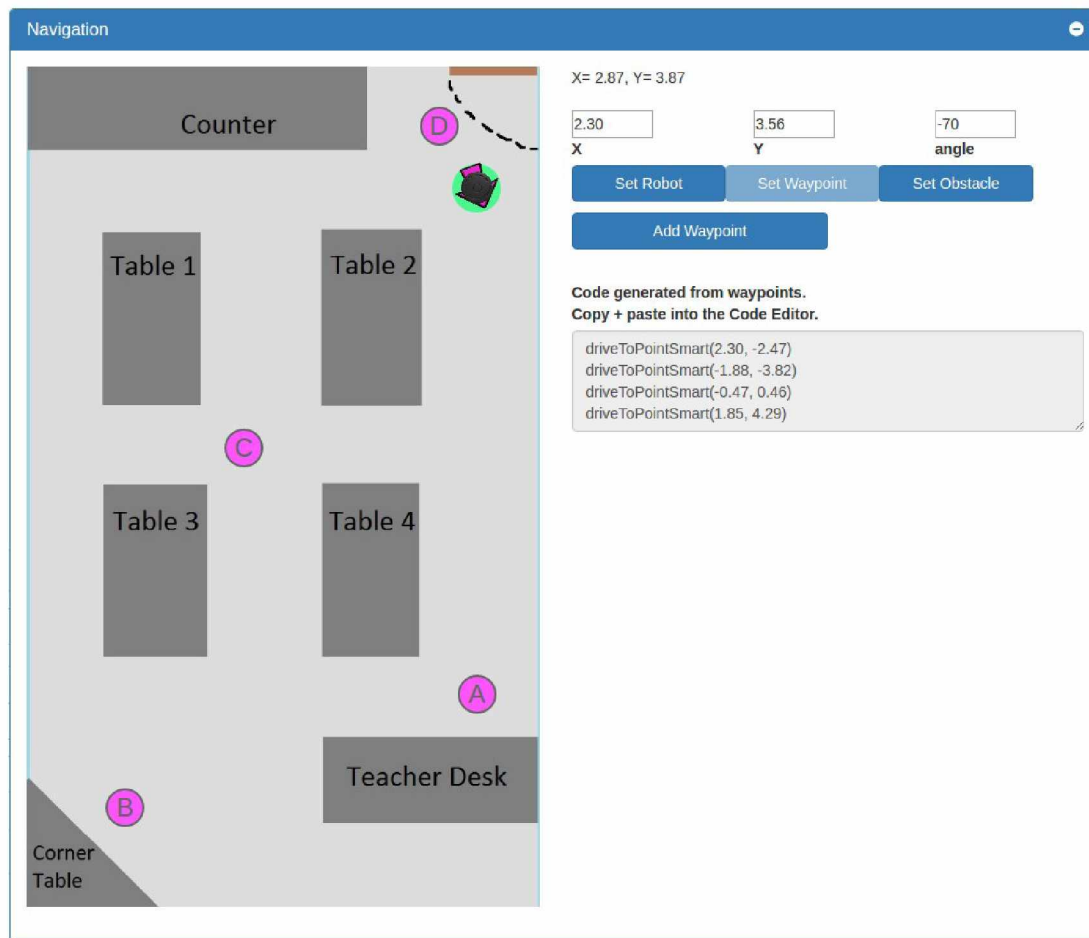 Navigation
X= 2.87, Y= 3.87
2.30 3.56 -70
X Y angle
Set Robot Set Waypoint Set Obstacle
Add Waypoint
Code generated from waypoints.
Copy + paste into the Code Editor.
driveToPointSmart(2.30, -2.47)
driveToPointSmart(-1.88, -3.82)
driveToPointSmart(-0.47, 0.46)
driveToPointSmart(1.85, 4.29)
Counter
D
Table 1 Table 2
C
Table 3 Table 4
A
Teacher Desk
B
Corner
Table